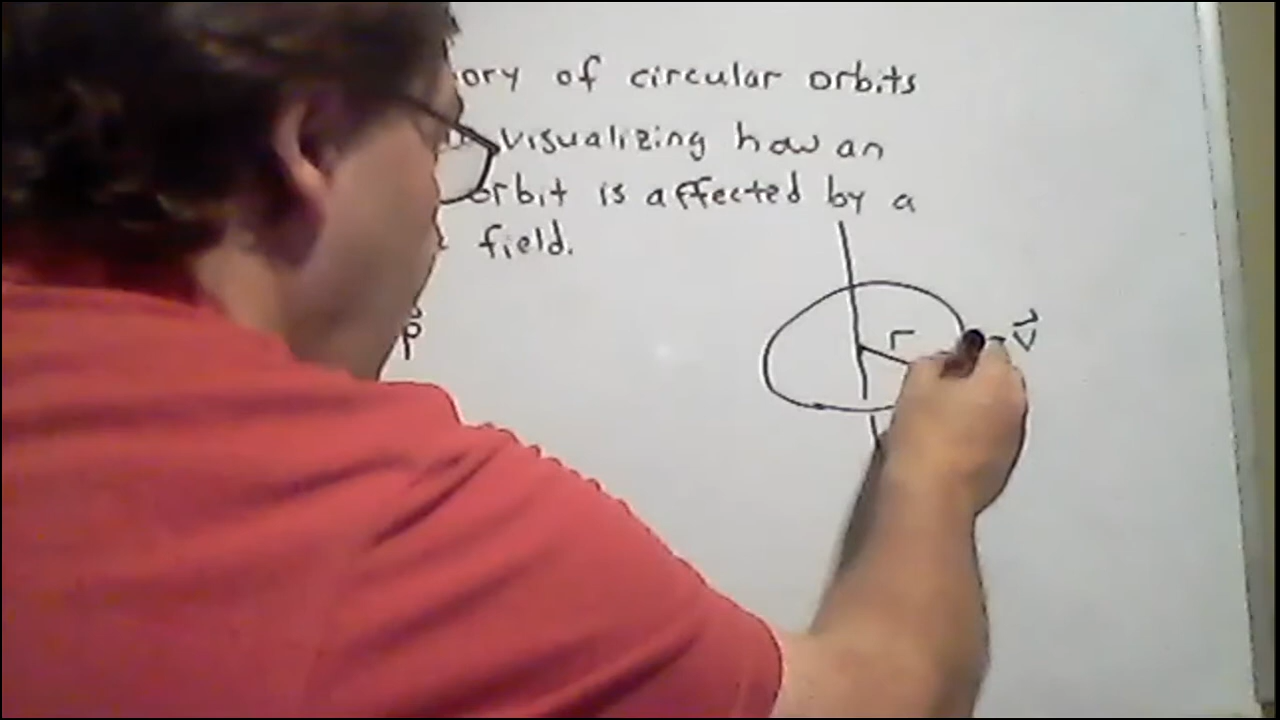 ory of circular orbits
visualizing how an
orbit is affected by a
field.
p
r
v